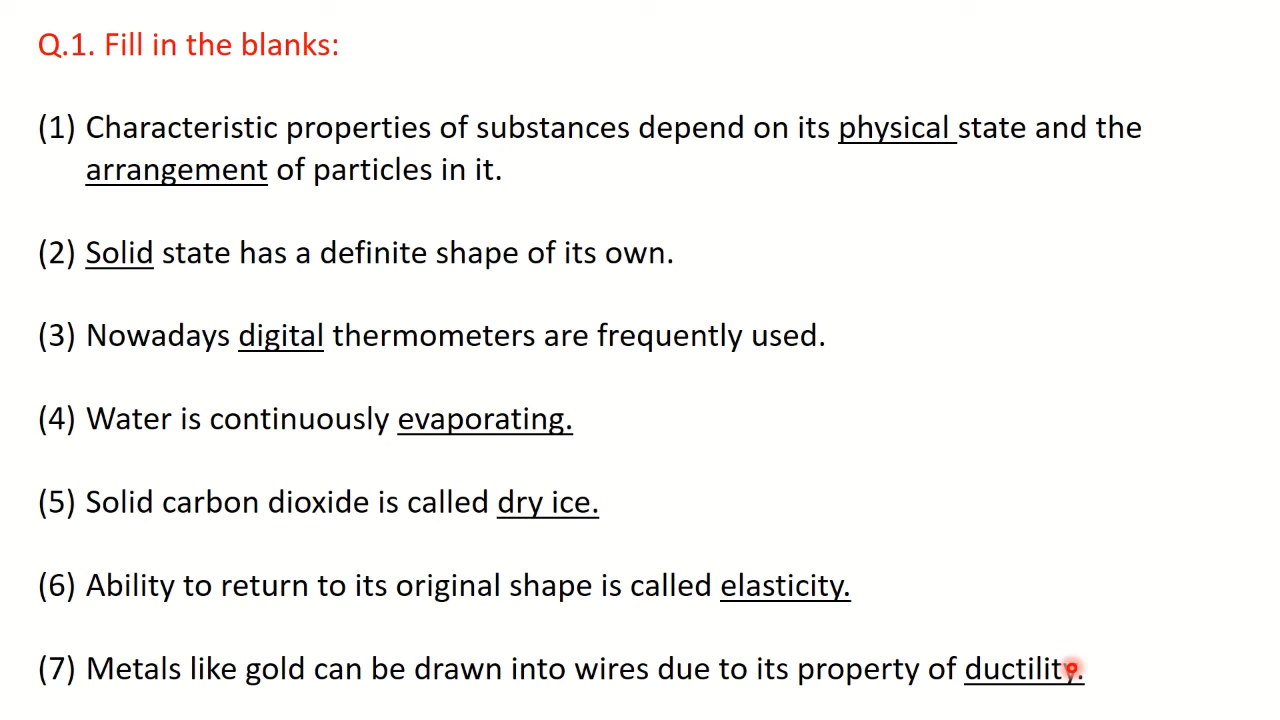 Q.1. Fill in the blanks:
(1) Characteristic properties of substances depend on its physical state and the
arrangement of particles in it.
(2) Solid state has a definite shape of its own.
(3) Nowadays digital thermometers are frequently used.
(4) Water is continuously evaporating.
(5) Solid carbon dioxide is called dry ice.
(6) Ability to return to its original shape is called elasticity.
(7) Metals like gold can be drawn into wires due to its property of ductility.